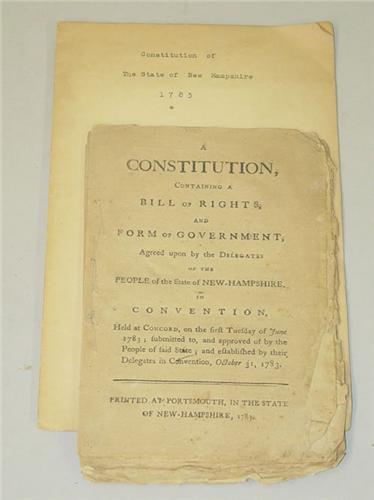 Constitution of
The State of New Hampshire
1783
A
CONSTITUTION,
CONTAINING A
BILL OF RIGHTS,
AND
FORM OF GOVERNMENT,
Agreed upon by the DELEGATES
OF THE
PEOPLE of the State of NEW-HAMPSHIRE,
IN
CONVENTION,
Held at CONCORD, on the first Tuesday of June
1783; submitted to, and approved of by the
People of said State; and established by their
Delegates in Convention, October 31, 1783.
PRINTED AT PORTSMOUTH, IN THE STATE
OF NEW-HAMPSHIRE, 1783.